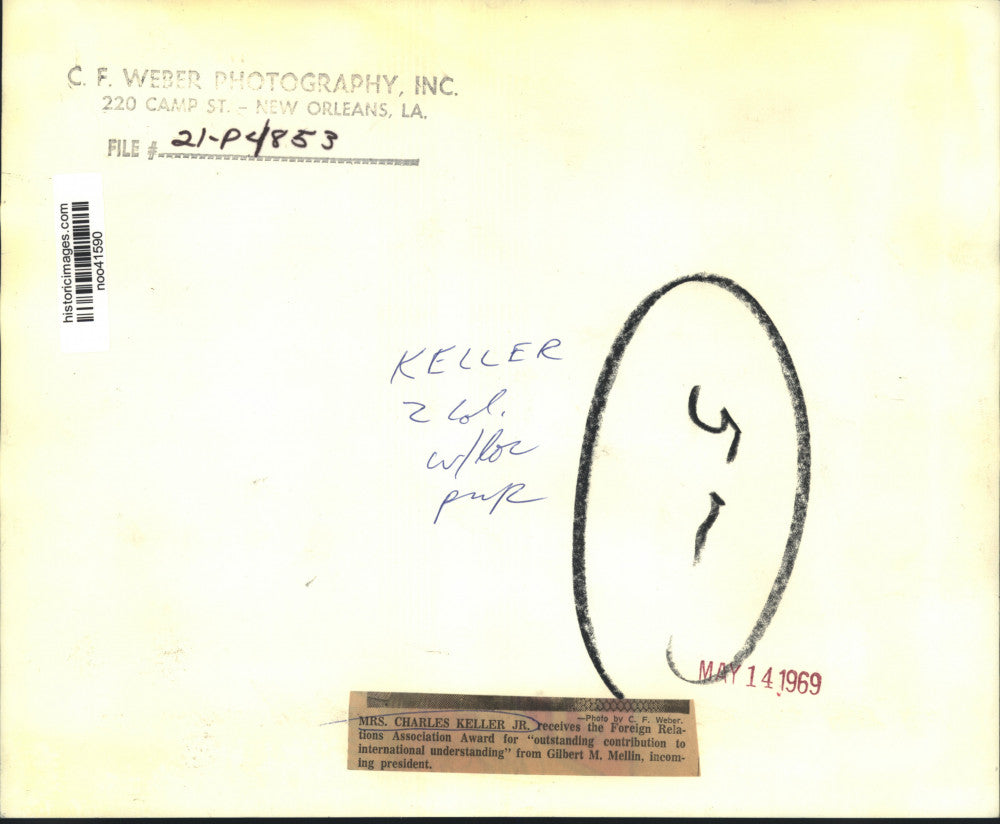 C. F. WEBER PHOTOGRAPHY, INC.
220 CAMP ST. – NEW ORLEANS, LA.
FILE # 21-P4853
historicimages.com
noo41590
KELLER
2 Col.
MAY 14 1969
—Photo by C. F. Weber.
MRS. CHARLES KELLER JR. receives the Foreign Rela-
tions Association Award for "outstanding contribution to
international understanding" from Gilbert M. Mellin, incom-
ing president.